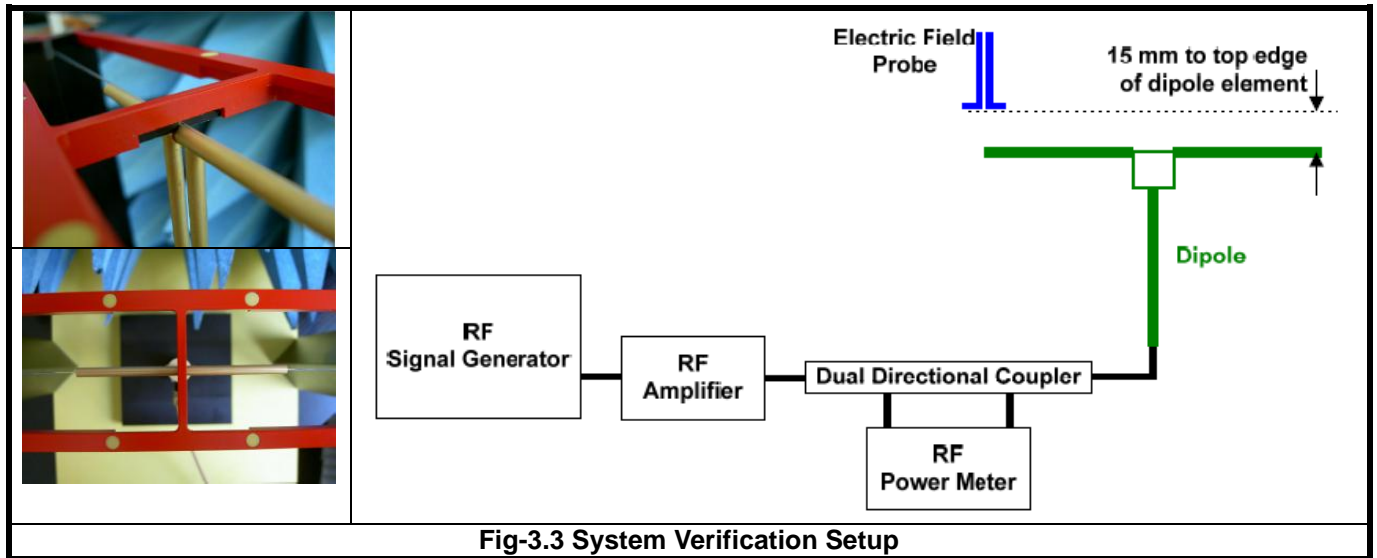 Electric Field
Probe
15 mm to top edge
of dipole element
Dipole
RF
Signal Generator
RF
Amplifier
Dual Directional Coupler
RF
Power Meter
Fig-3.3 System Verification Setup